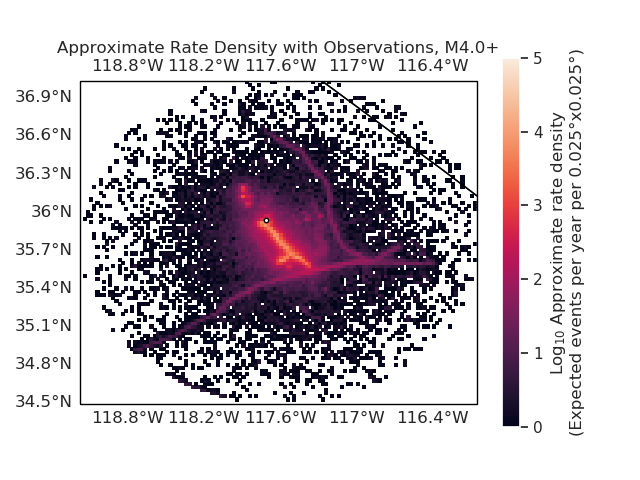 Approximate Rate Density with Observations, M4.0+
118.8°W 118.2°W 117.6°W 117°W 116.4°W
36.9°N
36.6°N
36.3°N
36°N
35.7°N
35.4°N
35.1°N
34.8°N
34.5°N
118.8°W 118.2°W 117.6°W 117°W 116.4°W
5
4
3
2
1
0
Log₁₀ Approximate rate density
(Expected events per year per 0.025°x0.025°)